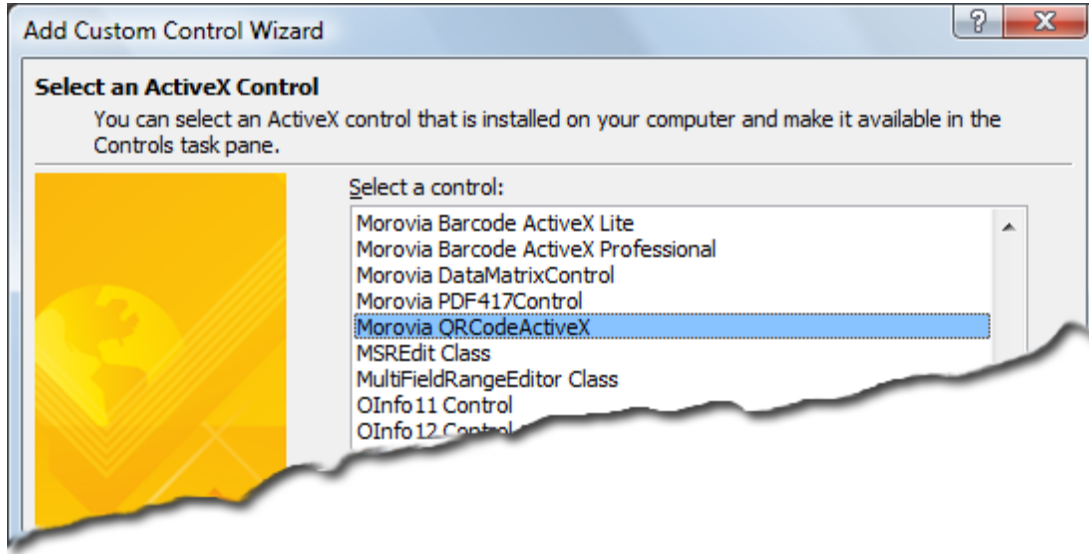 Add Custom Control Wizard
Select an ActiveX Control
You can select an ActiveX control that is installed on your computer and make it available in the
Controls task pane.
Select a control:
Morovia Barcode ActiveX Lite
Morovia Barcode ActiveX Professional
Morovia DataMatrixControl
Morovia PDF417Control
Morovia QRCodeActiveX
MSREdit Class
MultiFieldRangeEditor Class
OInfo11 Control
OInfo12 Control